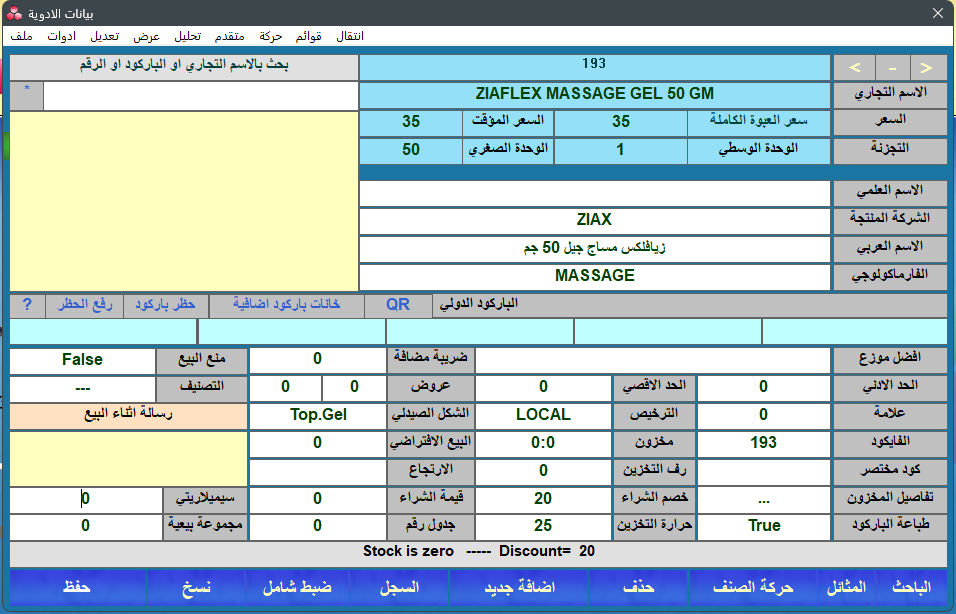 بيانات الادوية
ملف ادوات تعديل عرض تحليل متقدم حركة قوائم انتقال
< - > 193 بحث بالاسم التجاري او الباركود او الرقم
الاسم التجاري ZIAFLEX MASSAGE GEL 50 GM *
السعر سعر العبوة الكاملة 35 السعر المؤقت 35
التجزئة الوحدة الوسطي 1 الوحدة الصغري 50
الاسم العلمي
الشركة المنتجة ZIAX
الاسم العربي زيافلكس مساج جيل 50 جم
الفارماكولوجي MASSAGE
الباركود الدولي QR خانات باركود اضافية حظر باركود رفع الحظر ?
افضل موزع ضريبة مضافة 0 منع البيع False
الحد الادني 0 الحد الاقصي 0 عروض 0 0 التصنيف ---
علامة 0 الترخيص LOCAL الشكل الصيدلي Top.Gel رسالة اثناء البيع
الفايكود 193 مخزون 0:0 البيع الافتراضي 0
كود مختصر رف التخزين 0 الارتجاع
تفاصيل المخزون ... خصم الشراء 20 قيمة الشراء 0 سيميلاريتي 0
طباعة الباركود True حرارة التخزين 25 جدول رقم 0 مجموعة بيعية 0
Stock is zero ----- Discount= 20
الباحث المثائل حركة الصنف حذف اضافة جديد السجل ضبط شامل نسخ حفظ